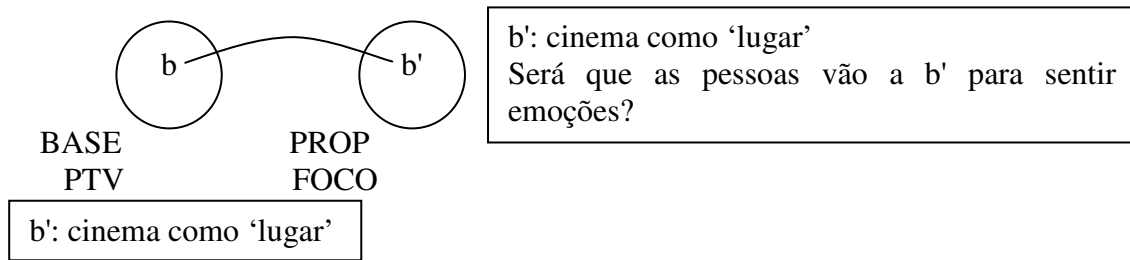 b b'
b': cinema como ‘lugar’
Será que as pessoas vão a b' para sentir
emoções?
BASE PROP
PTV FOCO
b': cinema como ‘lugar’